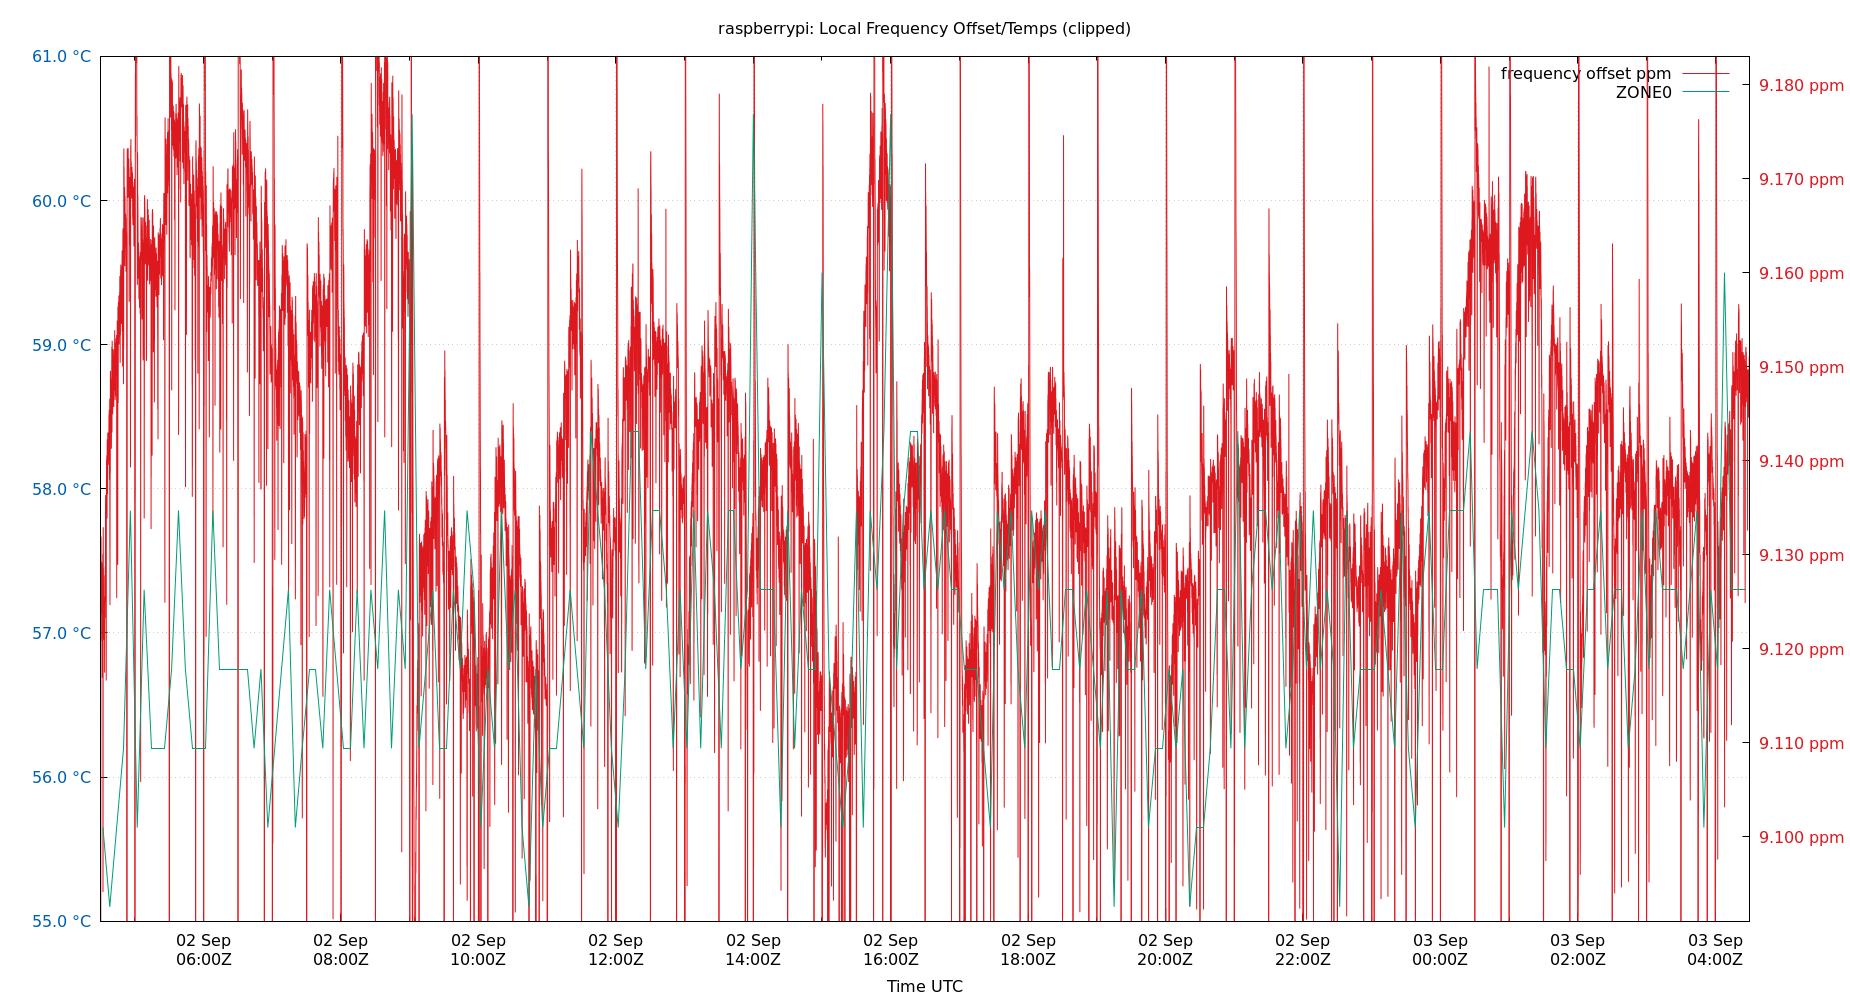 raspberrypi: Local Frequency Offset/Temps (clipped)
61.0 °C
60.0 °C
59.0 °C
58.0 °C
57.0 °C
56.0 °C
55.0 °C
frequency offset ppm
ZONE0
9.180 ppm
9.170 ppm
9.160 ppm
9.150 ppm
9.140 ppm
9.130 ppm
9.120 ppm
9.110 ppm
9.100 ppm
02 Sep
06:00Z
02 Sep
08:00Z
02 Sep
10:00Z
02 Sep
12:00Z
02 Sep
14:00Z
02 Sep
16:00Z
02 Sep
18:00Z
02 Sep
20:00Z
02 Sep
22:00Z
03 Sep
00:00Z
03 Sep
02:00Z
03 Sep
04:00Z
Time UTC